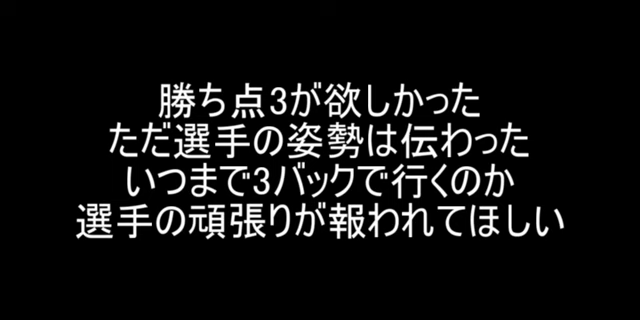 勝ち点3が欲しかった
ただ選手の姿勢は伝わった
いつまで3バックで行くのか
選手の頑張りが報われてほしい